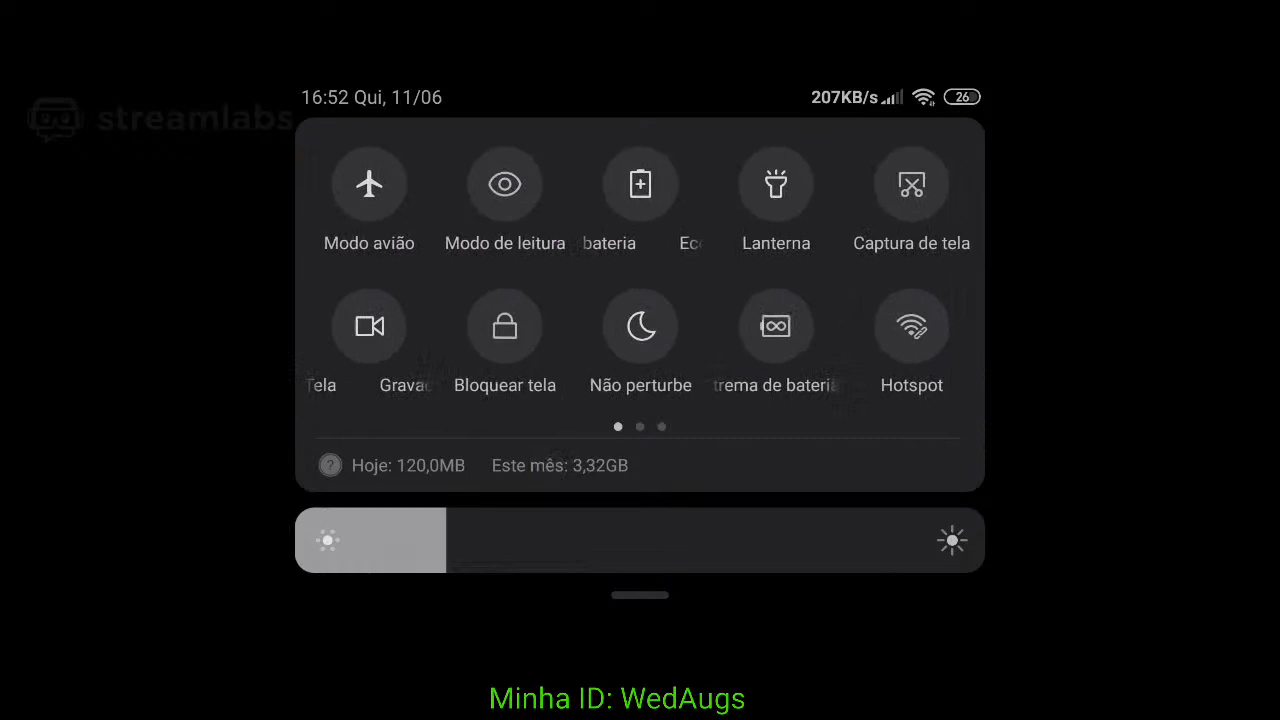 16:52 Qui, 11/06
207KB/s
26
streamlabs
Modo avião
Modo de leitura
bateria
Lanterna
Captura de tela
Tela
Bloquear tela
Não perturbe
de
Hotspot
?
Hoje: 120,0MB
Este mês: 3,32GB
Minha ID: WedAugs